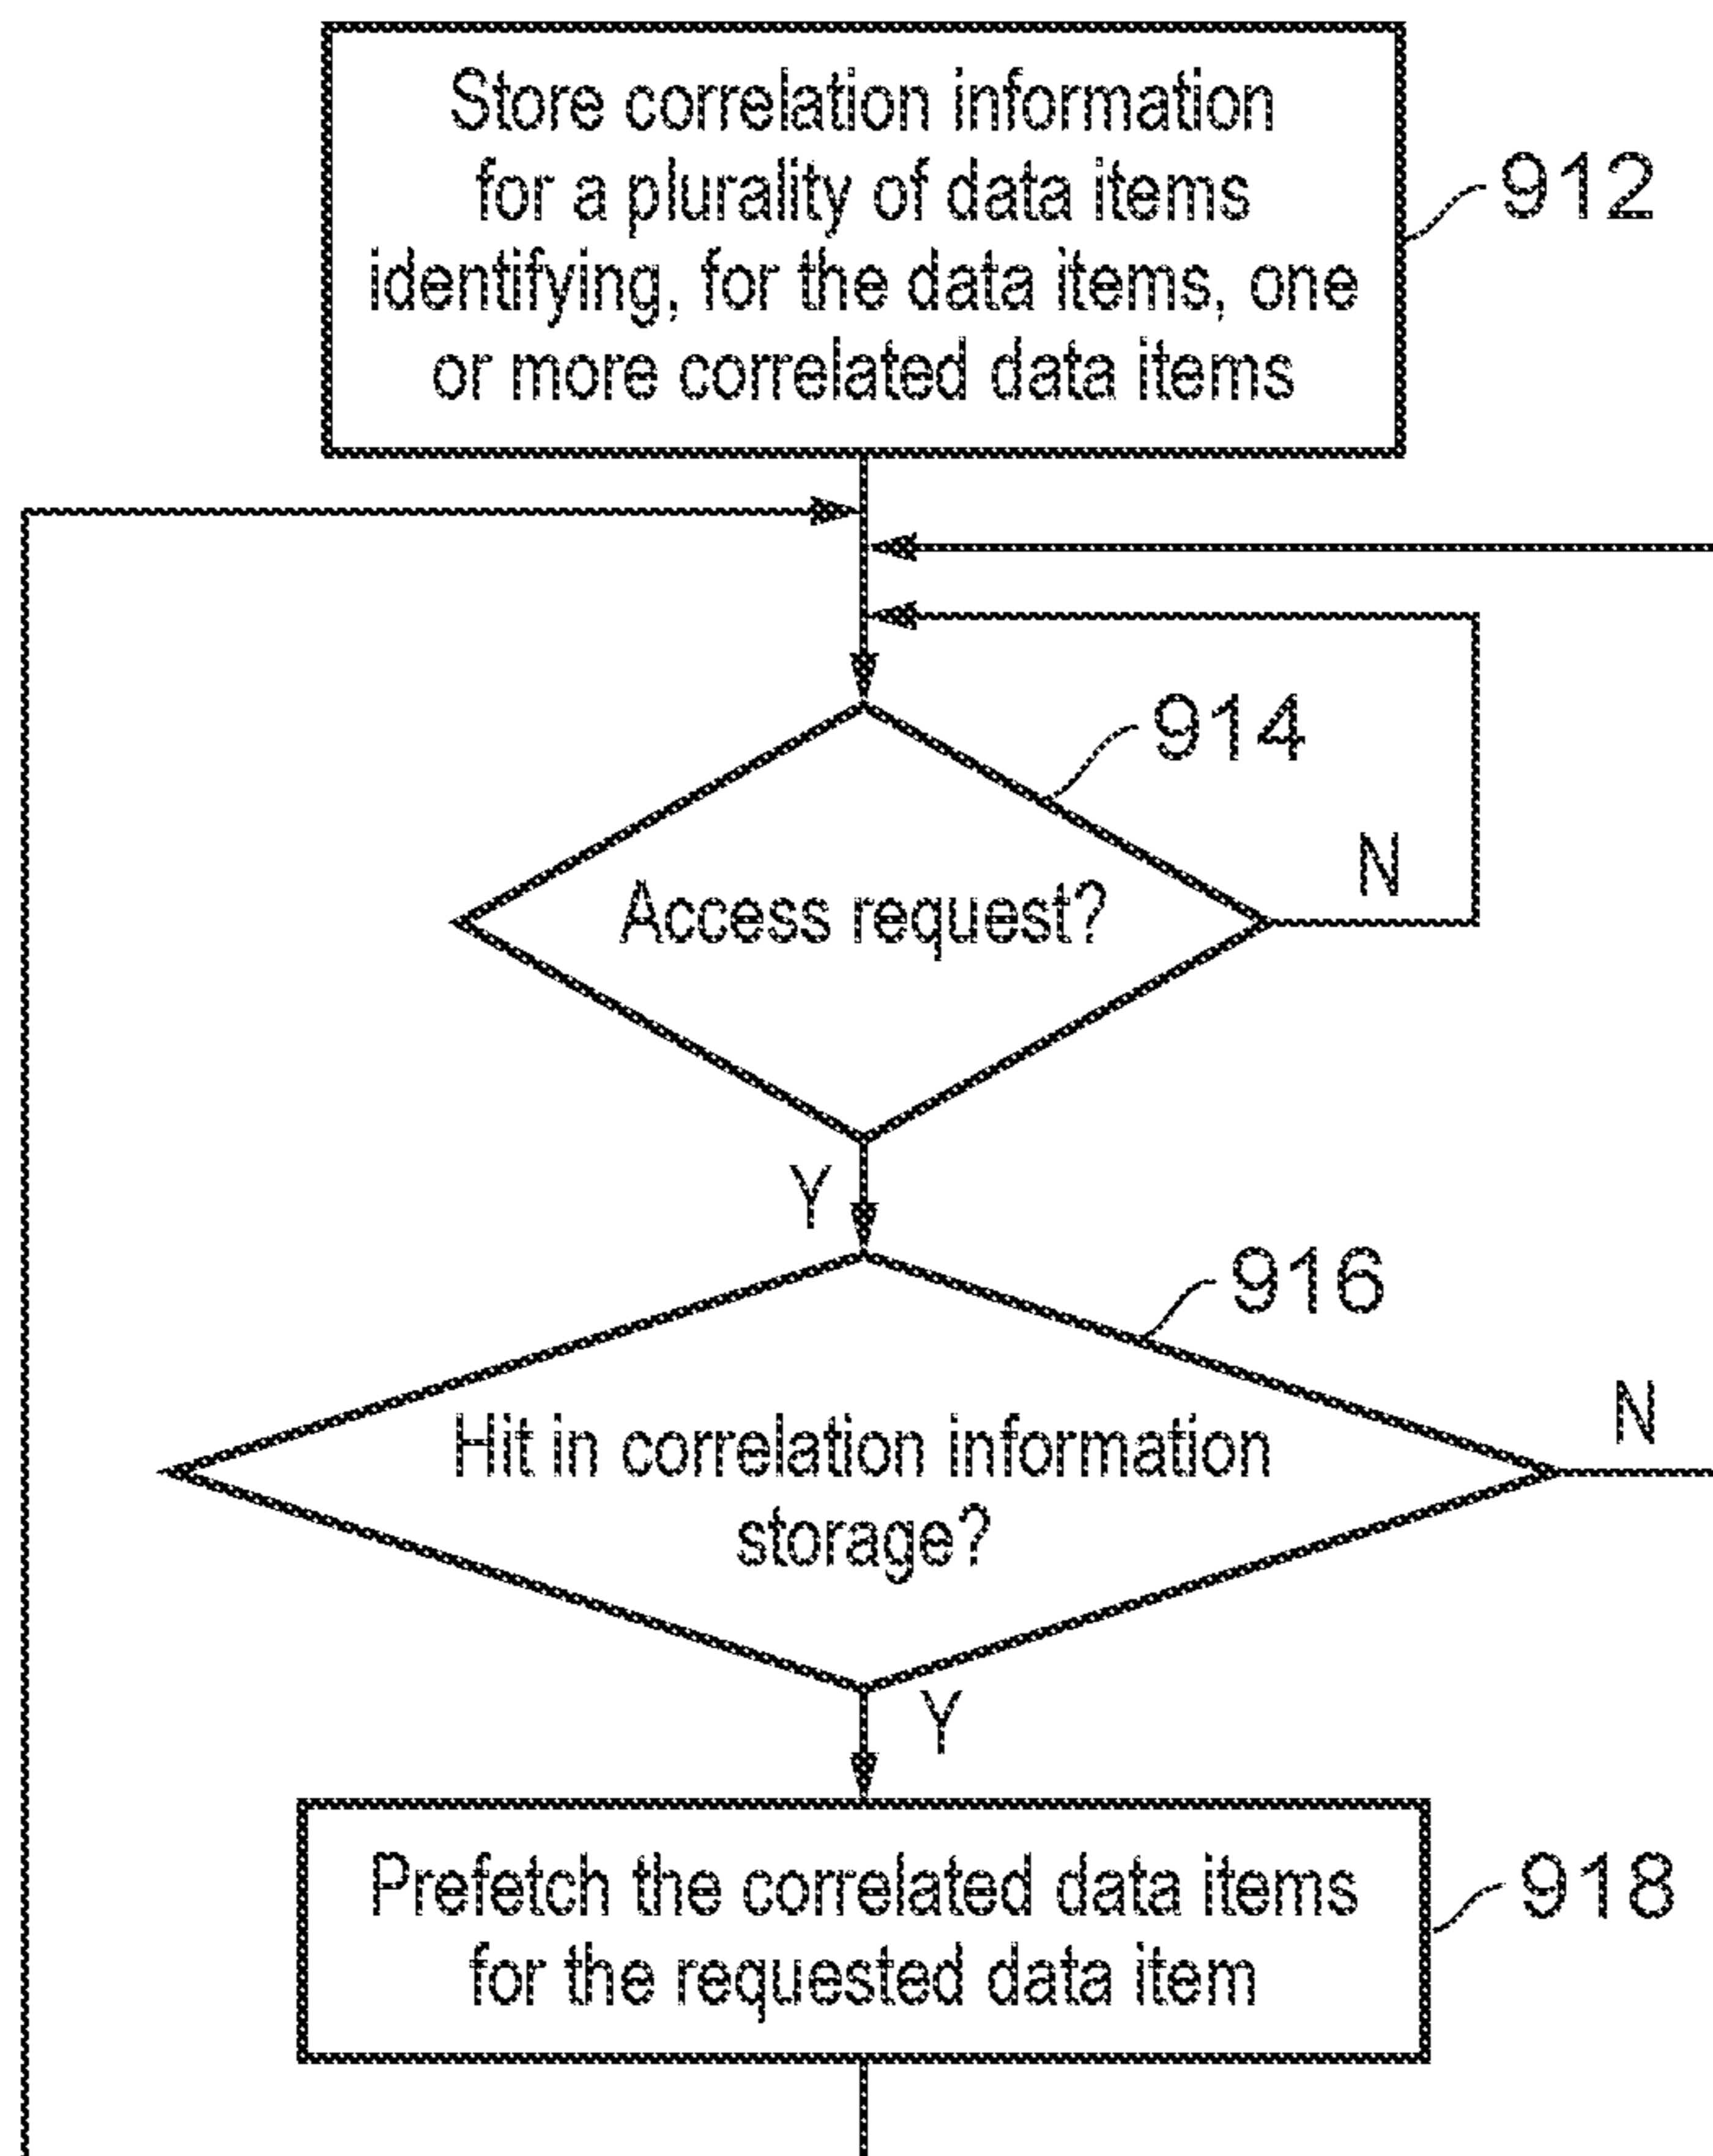 Store correlation information
for a plurality of data items
identifying, for the data items, one
or more correlated data items
912
914
Access request?
N
Y
916
Hit in correlation information
storage?
N
Y
Prefetch the correlated data items
for the requested data item
918